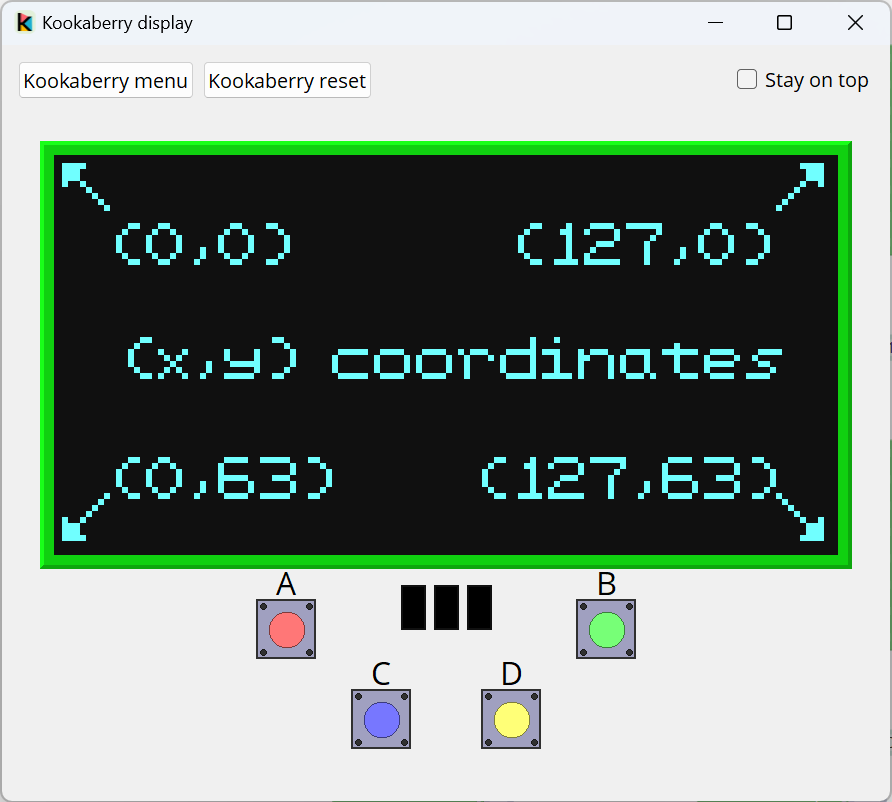 Kookaberry display
Kookaberry menu Kookaberry reset Stay on top
(0,0) (127,0)
(x,y) coordinates
(0,63) (127,63)
A B
C D